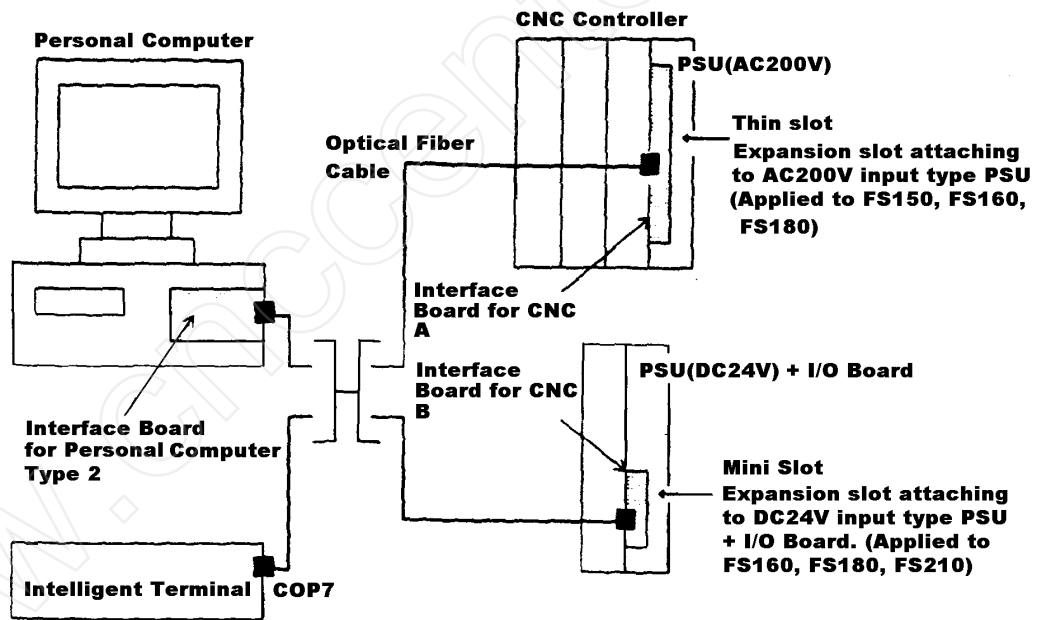 CNC Controller
Personal Computer
PSU(AC200V)
Thin slot
Expansion slot attaching
to AC200V input type PSU
(Applied to FS150, FS160,
FS180)
Optical Fiber
Cable
Interface
Board for CNC
A
Interface
Board for CNC
B
PSU(DC24V) + I/O Board
Interface Board
for Personal Computer
Type 2
Mini Slot
Expansion slot attaching
to DC24V input type PSU
+ I/O Board. (Applied to
FS160, FS180, FS210)
Intelligent Terminal
COP7